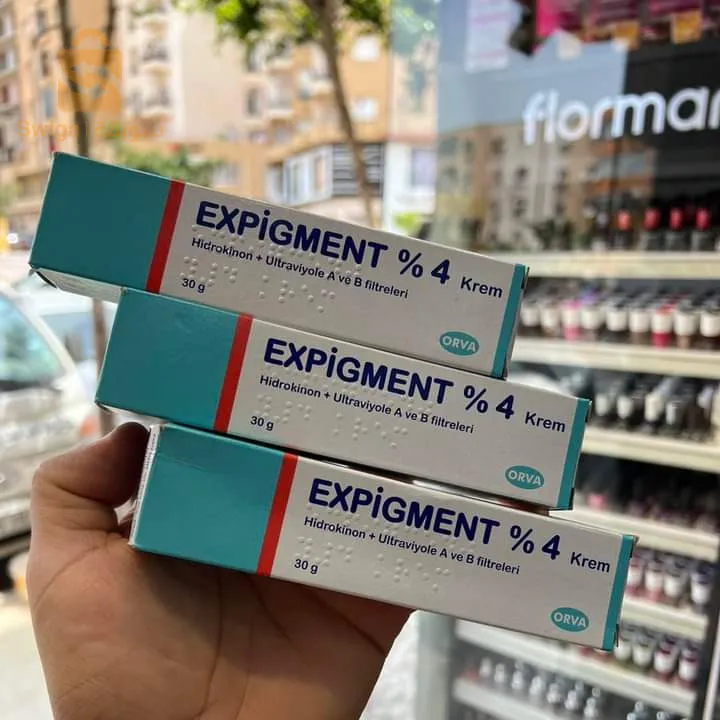 flormar
EXPiGMENT % 4 Krem
Hidrokinon + Ultraviyole A ve B filtreleri
30 g
ORVA
EXPiGMENT % 4 Krem
Hidrokinon + Ultraviyole A ve B filtreleri
30 g
ORVA
EXPiGMENT % 4 Krem
Hidrokinon + Ultraviyole A ve B filtreleri
30 g
ORVA